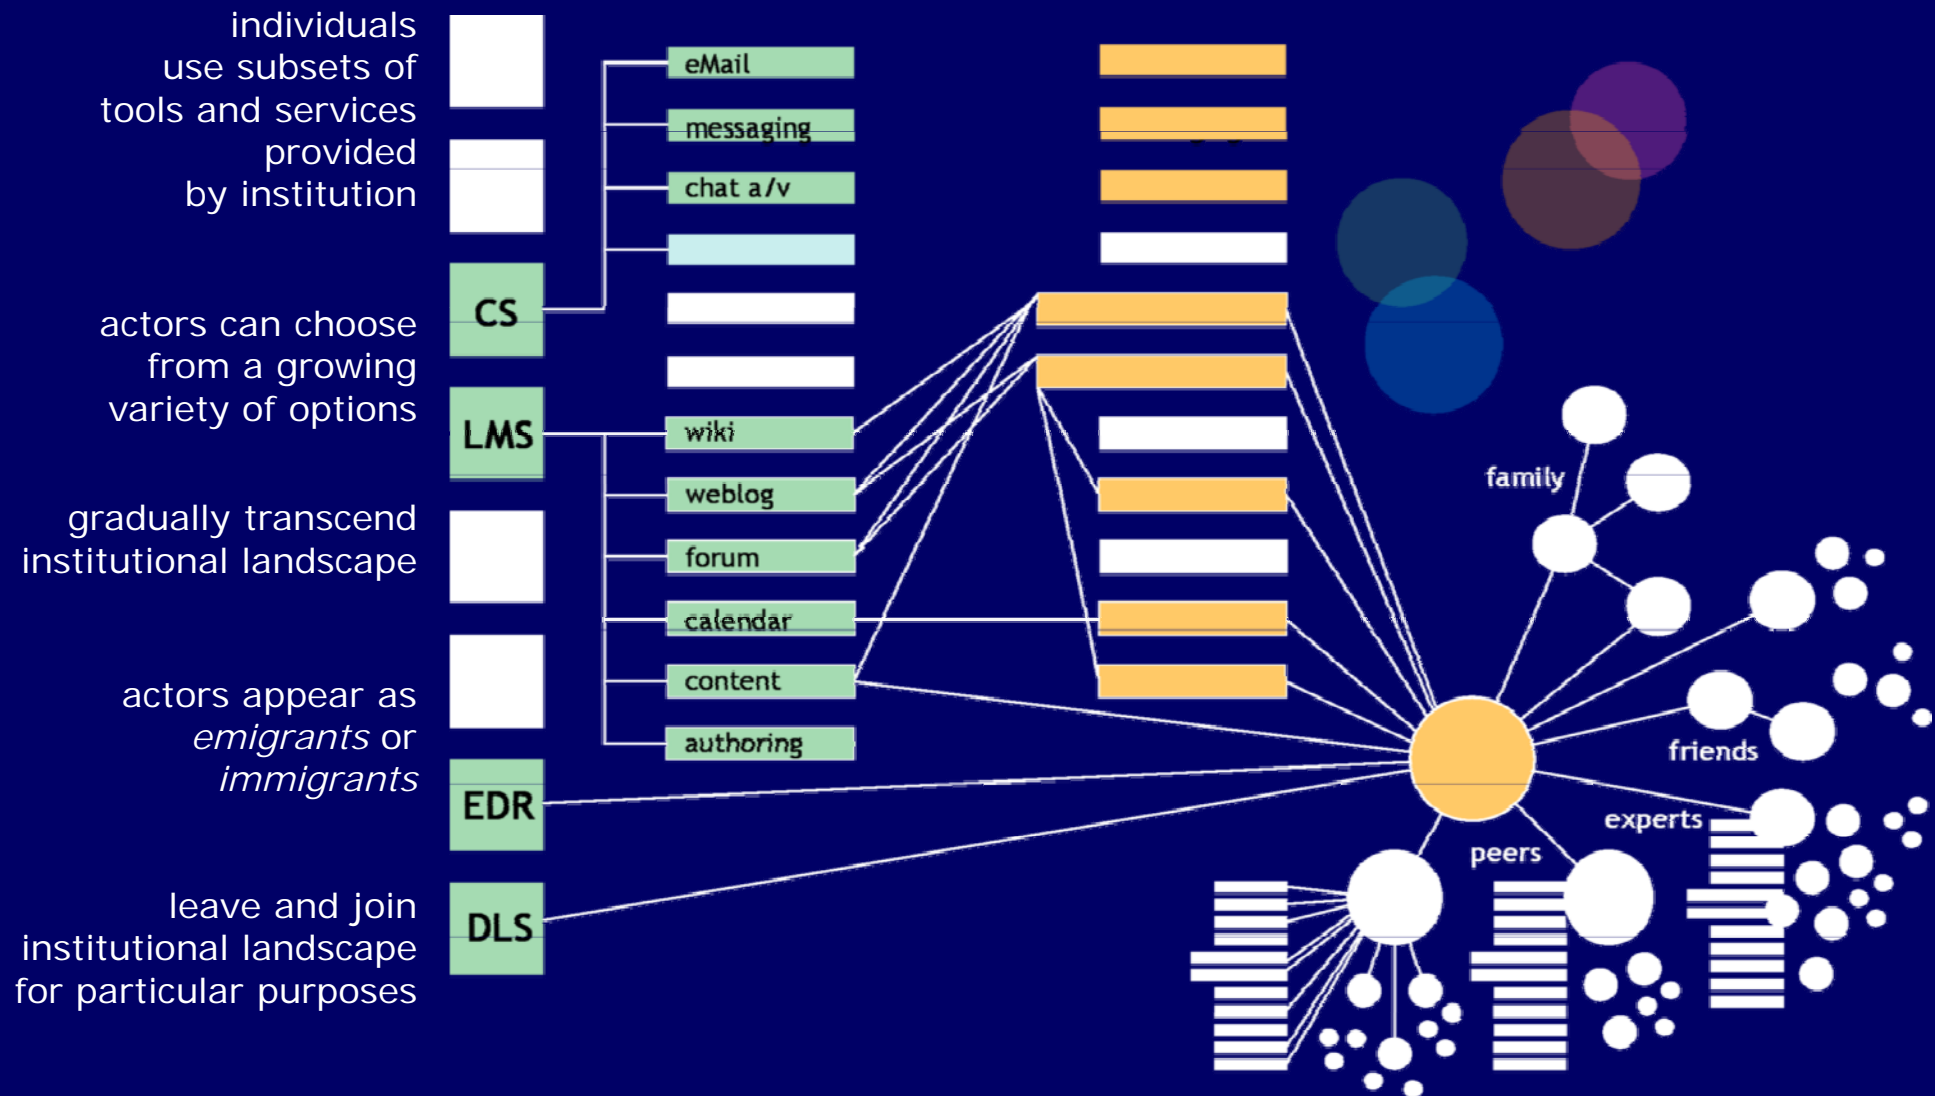 individuals
use subsets of
tools and services
provided
by institution
actors can choose
from a growing
variety of options
gradually transcend
institutional landscape
actors appear as
emigrants or
immigrants
leave and join
institutional landscape
for particular purposes
CS
LMS
EDR
DLS
eMail
messaging
chat a/v
wiki
weblog
forum
calendar
content
authoring
family
friends
experts
peers